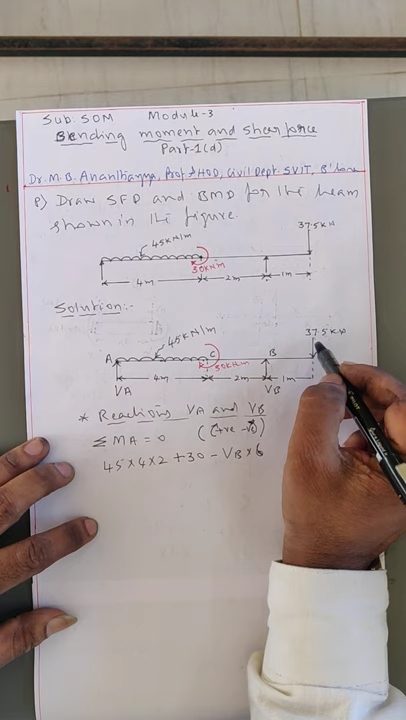 Sub: SOM Module-3
Bending moment and shear force
Part-1(d)
Dr. M. B. Ananthayya, Prof & HOD, Civil Dept. SVIT, B'lore
P) Draw SFD and BMD for the beam
shown in the figure.
37.5KN
45KN/m
30KN-m
4m 2m 1m
Solution:-
45KN/m
37.5KN
A C B
30KN-m
4m 2m 1m
VA VB
* Reactions VA and VB
ΣMA = 0 (+ve -ve)
45×4×2 +30 - VB×6